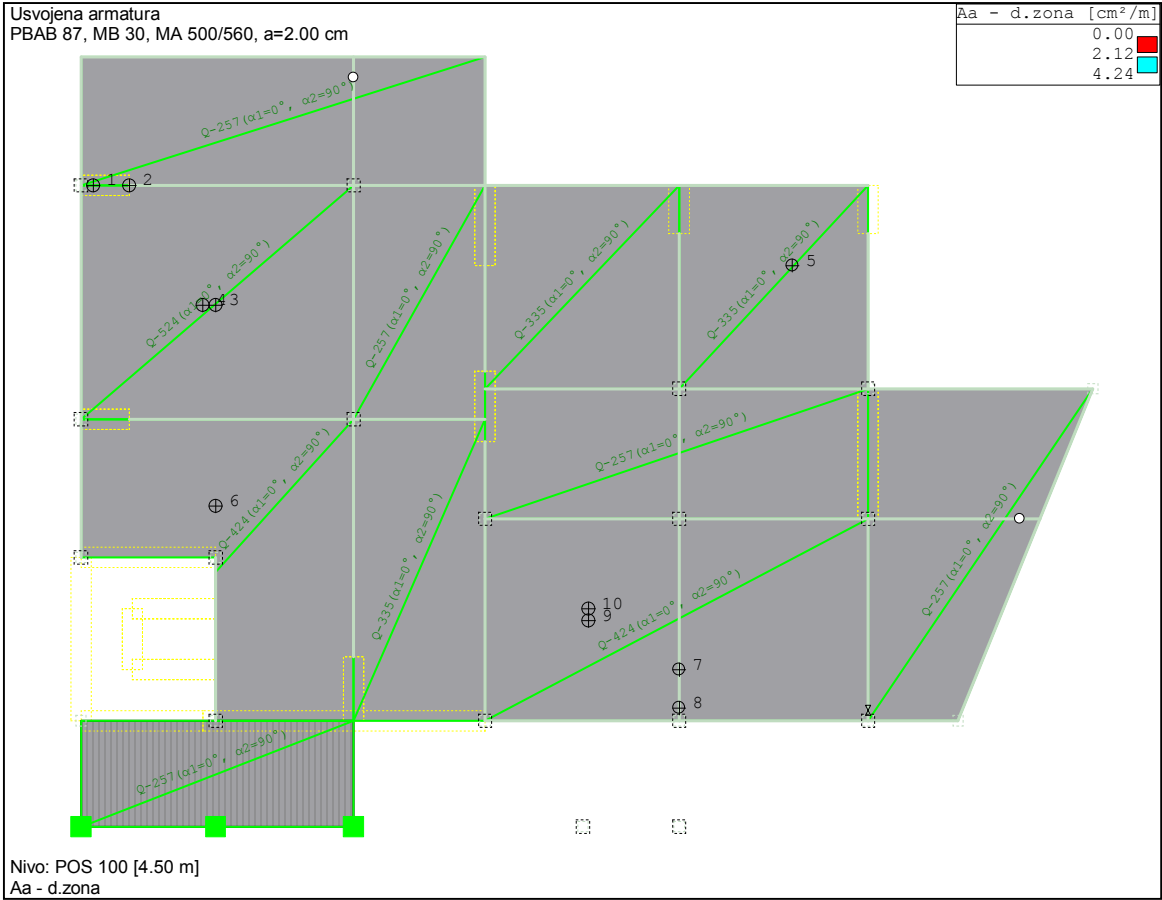 Usvojena armatura
PBAB 87, MB 30, MA 500/560, a=2.00 cm
Aa - d.zona [cm²/m]
0.00
2.12
4.24
Q-257(α1=0°, α2=90°)
1
2
Q-524(α1=0°, α2=90°)
4
3
Q-257(α1=0°, α2=90°)
Q-335(α1=0°, α2=90°)
Q-335(α1=0°, α2=90°)
5
Q-257(α1=0°, α2=90°)
Q-424(α1=0°, α2=90°)
6
Q-335(α1=0°, α2=90°)
Q-257(α1=0°, α2=90°)
10
9
Q-424(α1=0°, α2=90°)
7
8
Q-257(α1=0°, α2=90°)
Nivo: POS 100 [4.50 m]
Aa - d.zona